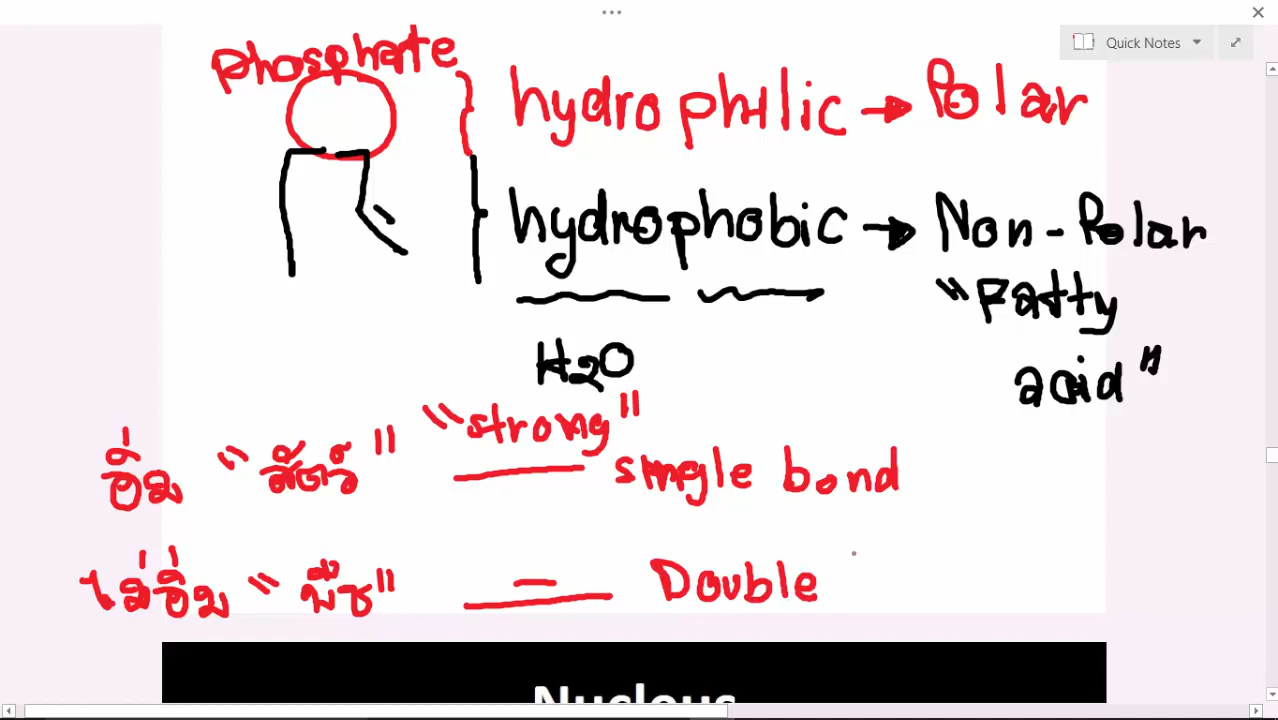 Quick Notes
Phosphate
hydrophilic → Polar
hydrophobic → Non-Polar
"Fatty
acid"
H2O
"strong"
อิ่ม "สัตว์" single bond
ไม่อิ่ม "พืช" Double
Nucleus